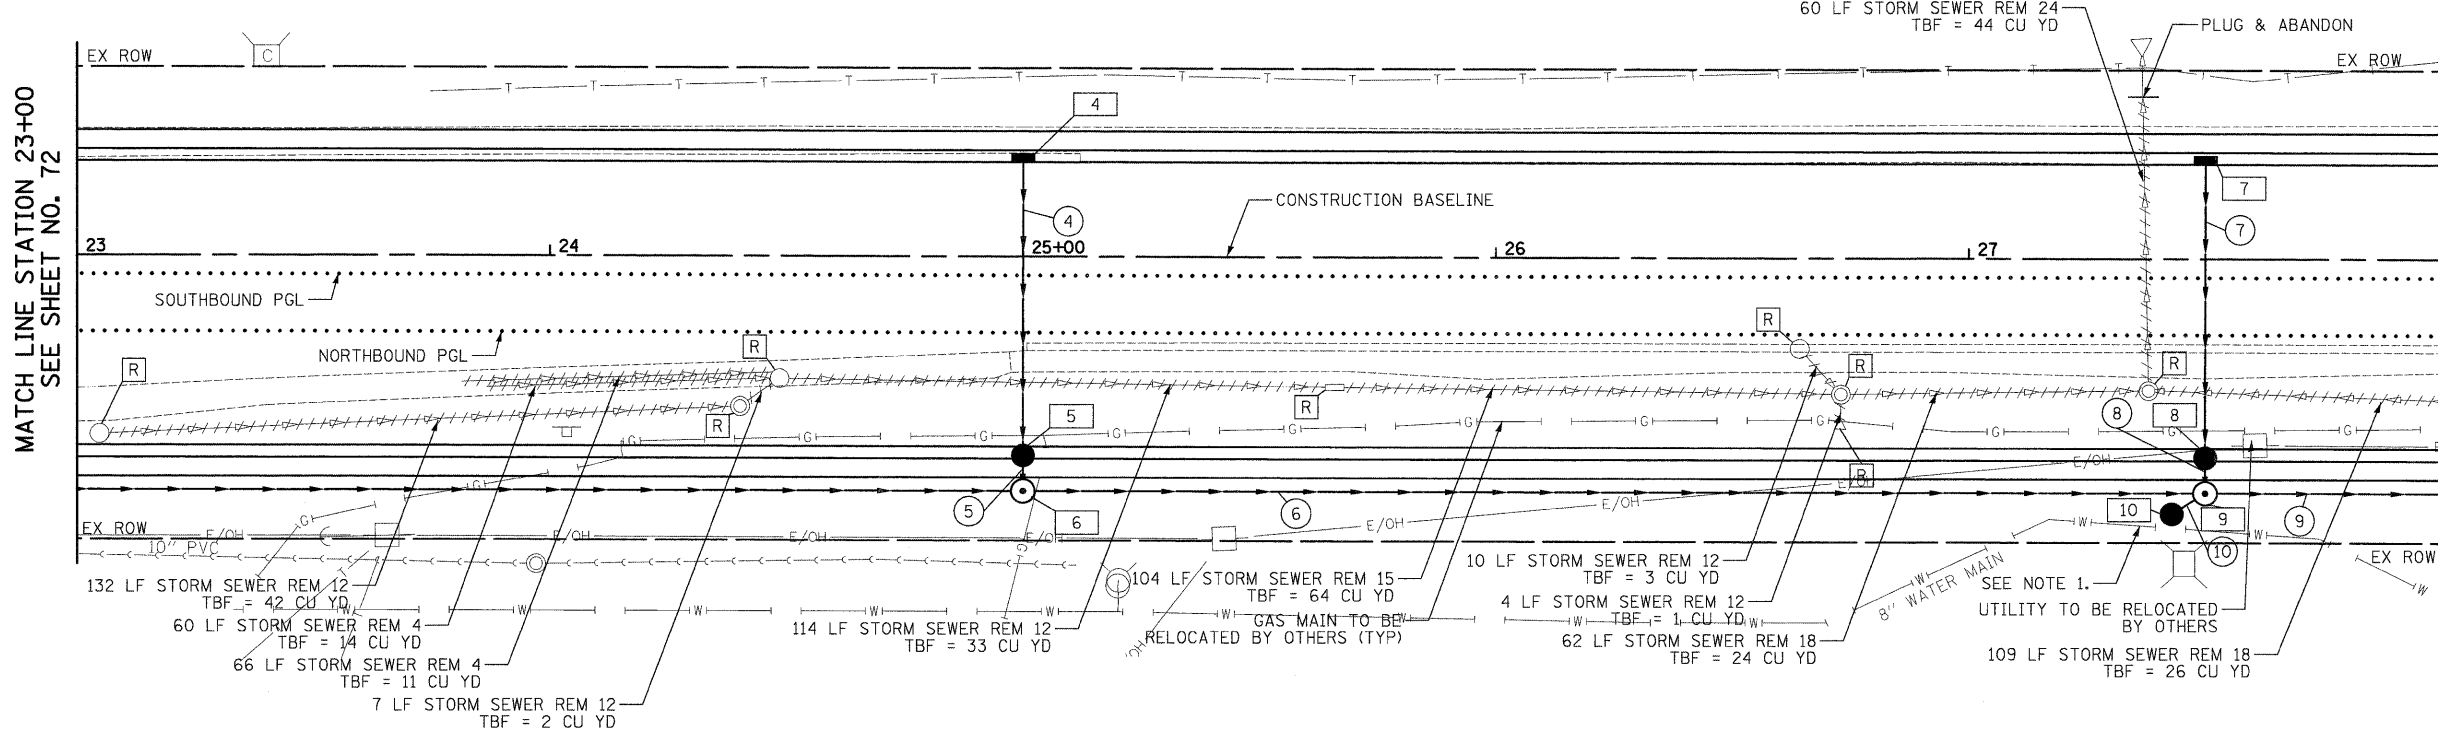 60 LF STORM SEWER REM 24
TBF = 44 CU YD
PLUG & ABANDON
EX ROW
C
EX ROW
T T T T T T T T T T T T T T T T T T T T T T
MATCH LINE STATION 23+00
SEE SHEET NO. 72
4
7
4
7
CONSTRUCTION BASELINE
23
24
25+00
26
27
SOUTHBOUND PGL
NORTHBOUND PGL
R
R
R
R
R
R
R
R
5
8
8
G G G G G G G G G G G G
E/OH
5
6
6
10
9
9
10
EX ROW
E/OH E/OH E/OH E/OH E/OH E/OH
10" PVC
W W
EX ROW
132 LF STORM SEWER REM 12
TBF = 42 CU YD
60 LF STORM SEWER REM 4
TBF = 14 CU YD
66 LF STORM SEWER REM 4
TBF = 11 CU YD
7 LF STORM SEWER REM 12
TBF = 2 CU YD
114 LF STORM SEWER REM 12
TBF = 33 CU YD
104 LF STORM SEWER REM 15
TBF = 64 CU YD
GAS MAIN TO BE
RELOCATED BY OTHERS (TYP)
10 LF STORM SEWER REM 12
TBF = 3 CU YD
4 LF STORM SEWER REM 12
TBF = 1 CU YD
62 LF STORM SEWER REM 18
TBF = 24 CU YD
8" WATER MAIN
SEE NOTE 1.
UTILITY TO BE RELOCATED
BY OTHERS
109 LF STORM SEWER REM 18
TBF = 26 CU YD
W W W W W W W W W W W